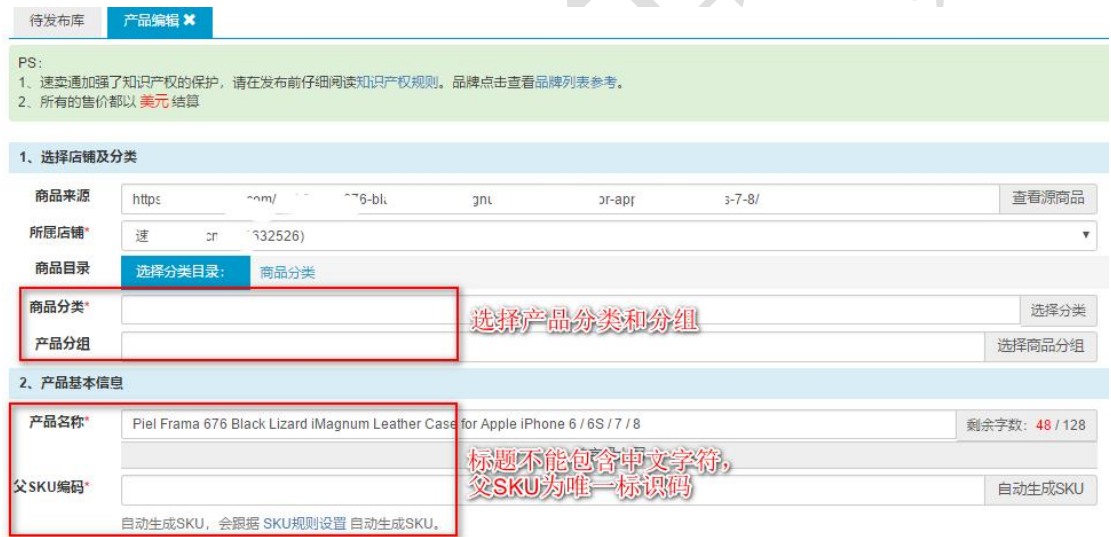 待发布库 产品编辑 ✖
PS:
1、速卖通加强了知识产权的保护，请在发布前仔细阅读知识产权规则。品牌点击查看品牌列表参考。
2、所有的售价都以 美元 结算
1、选择店铺及分类
商品来源 https com/ 676-bl s-7-8/ 查看源商品
所属店铺* 速 cn 632526)
商品目录 选择分类目录： 商品分类
商品分类* 选择分类
选择产品分类和分组
产品分组 选择商品分组
2、产品基本信息
产品名称* Piel Frama 676 Black Lizard iMagnum Leather Case for Apple iPhone 6 / 6S / 7 / 8 剩余字数：48 / 128
标题不能包含中文字符，
父SKU为唯一标识码
父SKU编码* 自动生成SKU
自动生成SKU，会跟据 SKU规则设置 自动生成SKU。